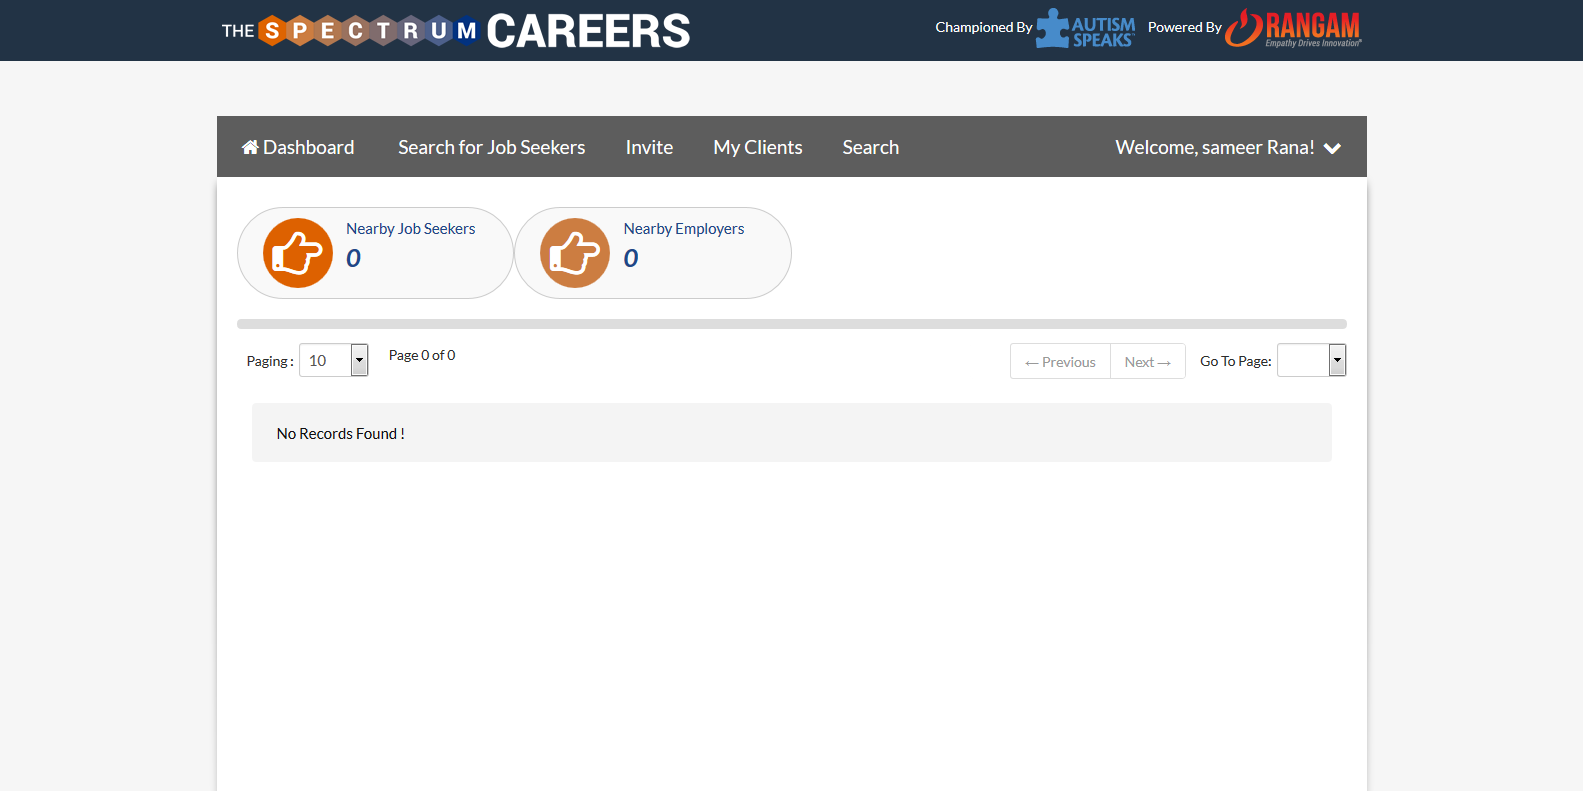 THE SPECTRUM CAREERS
Championed By AUTISM SPEAKS Powered By RANGAM
Empathy Drives Innovation®
Dashboard Search for Job Seekers Invite My Clients Search Welcome, sameer Rana!
Nearby Job Seekers
0
Nearby Employers
0
Paging : 10 Page 0 of 0 ← Previous Next → Go To Page:
No Records Found !